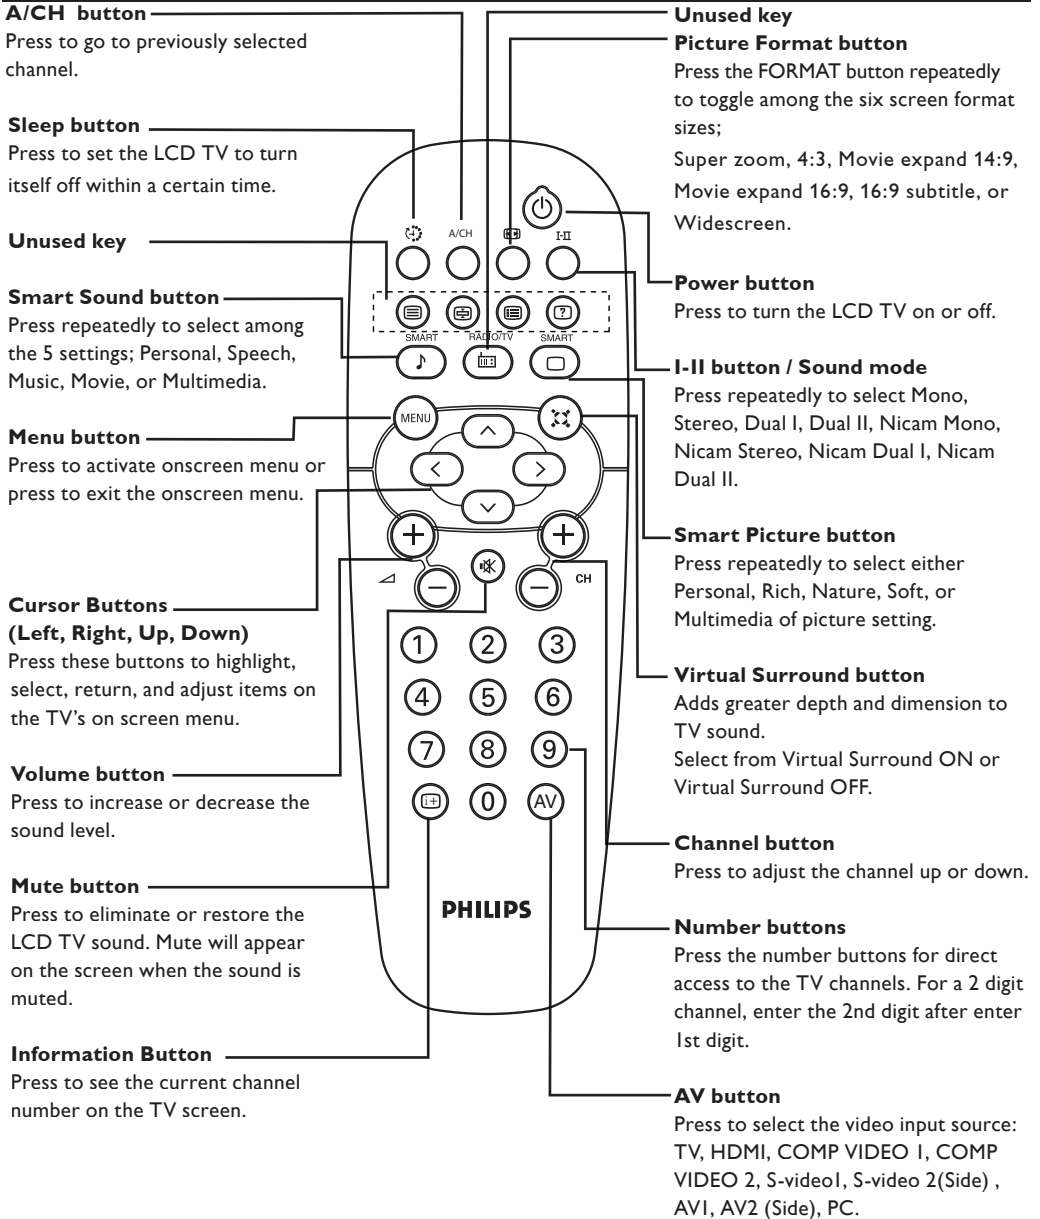 A/CH button
Press to go to previously selected
channel.
Sleep button
Press to set the LCD TV to turn
itself off within a certain time.
Unused key
Smart Sound button
Press repeatedly to select among
the 5 settings; Personal, Speech,
Music, Movie, or Multimedia.
Menu button
Press to activate onscreen menu or
press to exit the onscreen menu.
Cursor Buttons
(Left, Right, Up, Down)
Press these buttons to highlight,
select, return, and adjust items on
the TV's on screen menu.
Volume button
Press to increase or decrease the
sound level.
Mute button
Press to eliminate or restore the
LCD TV sound. Mute will appear
on the screen when the sound is
muted.
Information Button
Press to see the current channel
number on the TV screen.
A/CH
I-II
?
SMART
RADIO/TV
SMART
MENU
CH
1 2 3
4 5 6
7 8 9
i+ 0 AV
PHILIPS
Unused key
Picture Format button
Press the FORMAT button repeatedly
to toggle among the six screen format
sizes;
Super zoom, 4:3, Movie expand 14:9,
Movie expand 16:9, 16:9 subtitle, or
Widescreen.
Power button
Press to turn the LCD TV on or off.
I-II button / Sound mode
Press repeatedly to select Mono,
Stereo, Dual I, Dual II, Nicam Mono,
Nicam Stereo, Nicam Dual I, Nicam
Dual II.
Smart Picture button
Press repeatedly to select either
Personal, Rich, Nature, Soft, or
Multimedia of picture setting.
Virtual Surround button
Adds greater depth and dimension to
TV sound.
Select from Virtual Surround ON or
Virtual Surround OFF.
Channel button
Press to adjust the channel up or down.
Number buttons
Press the number buttons for direct
access to the TV channels. For a 2 digit
channel, enter the 2nd digit after enter
1st digit.
AV button
Press to select the video input source:
TV, HDMI, COMP VIDEO 1, COMP
VIDEO 2, S-video1, S-video 2(Side) ,
AV1, AV2 (Side), PC.